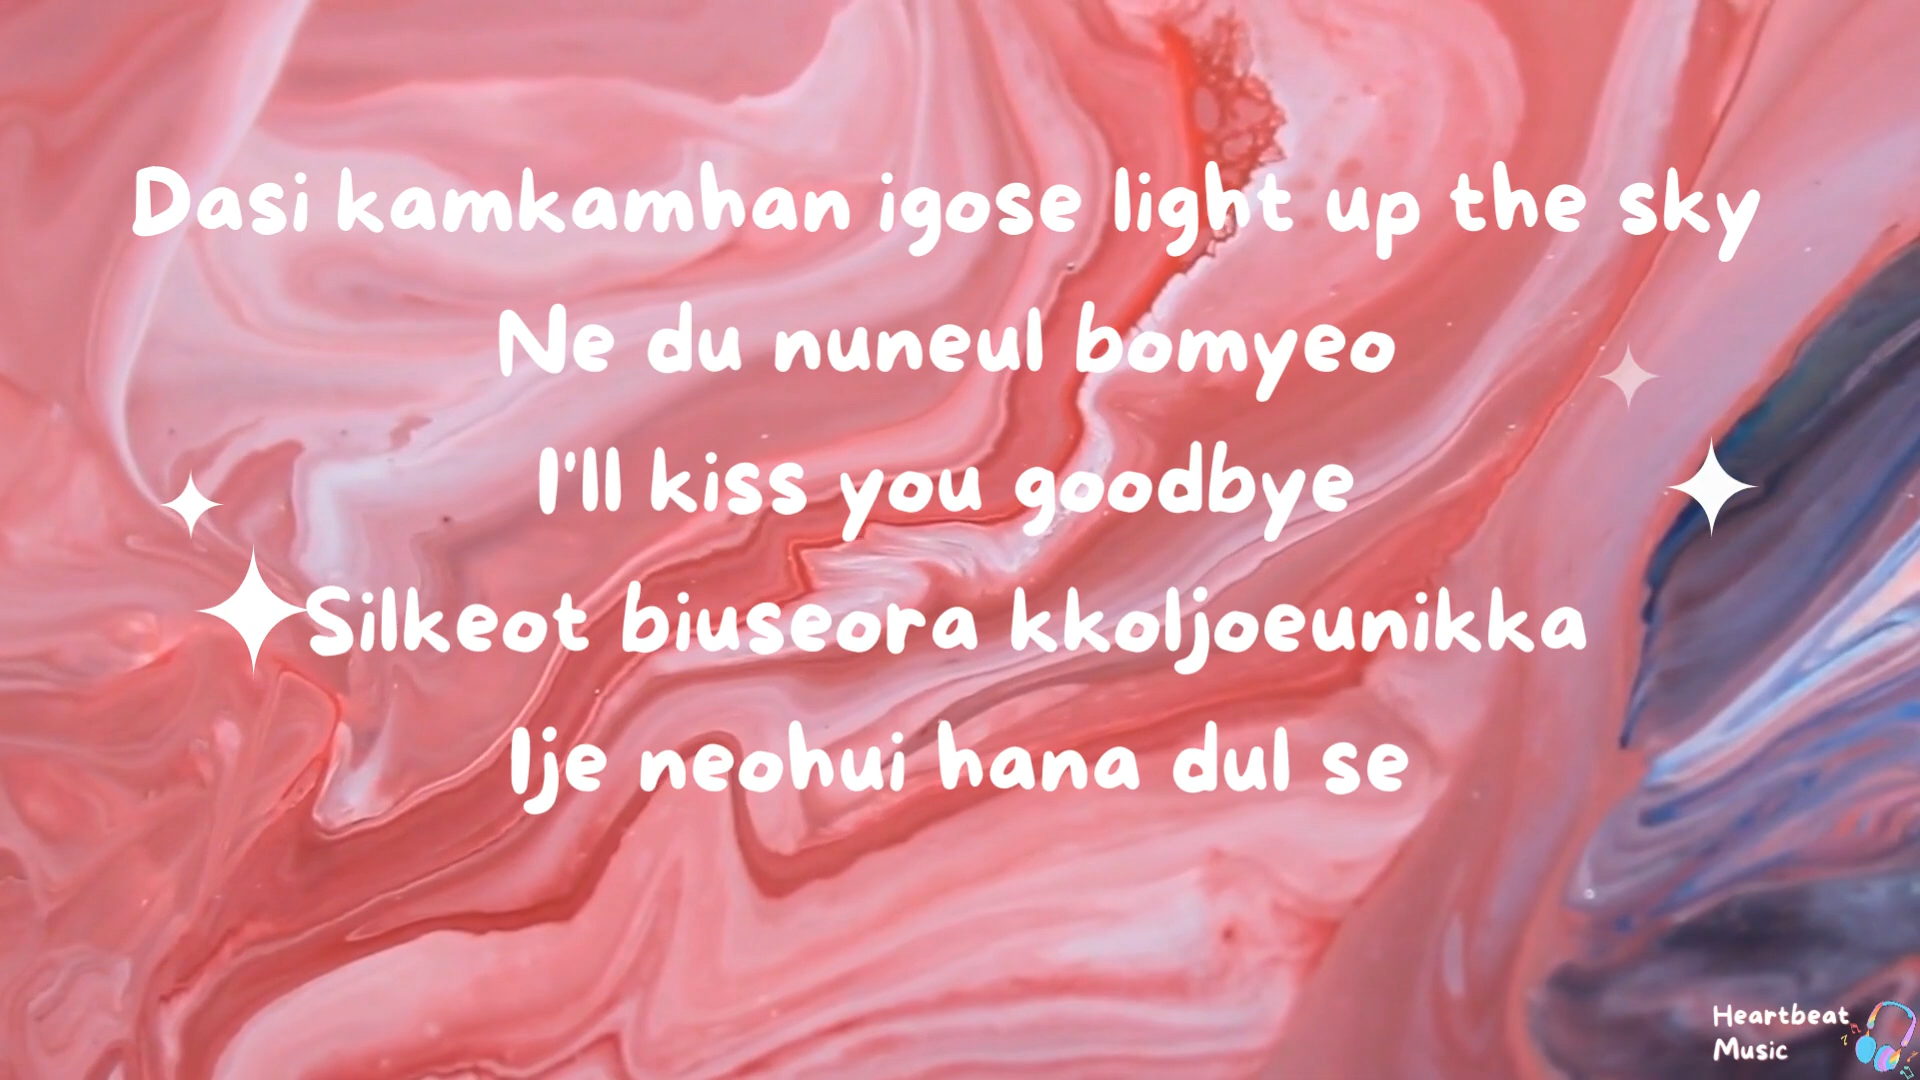 Dasi kamkamhan igose light up the sky
Ne du nuneul bomyeo
I'll kiss you goodbye
Silkeot biuseora kkoljoeunikka
Ije neohui hana dul se
Heartbeat
Music